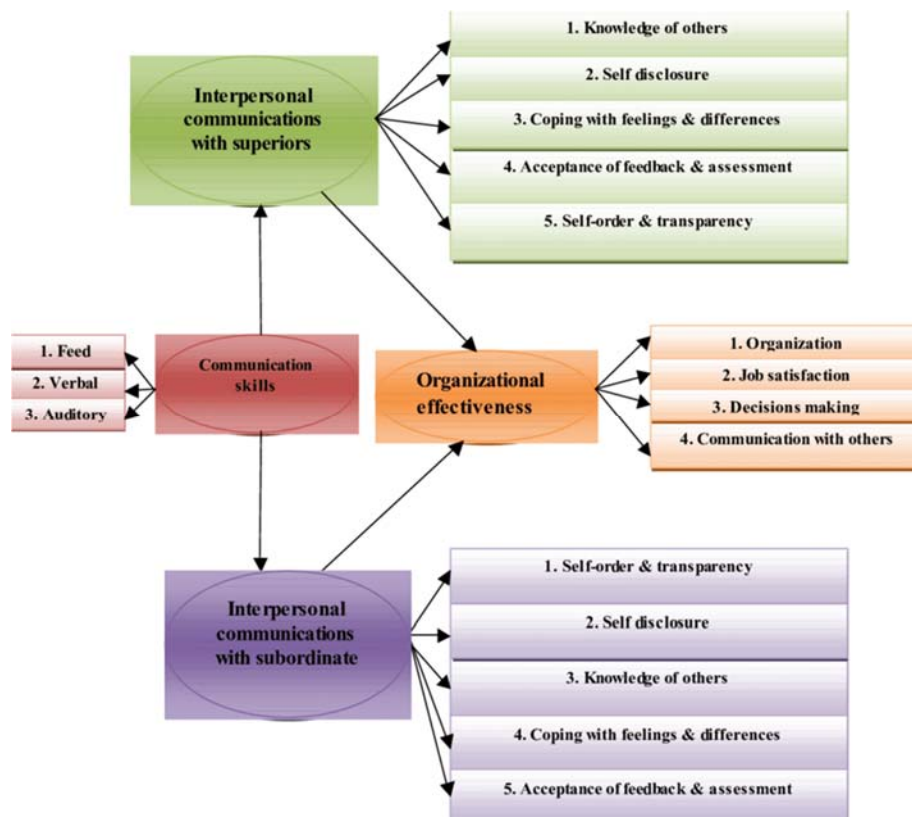 Interpersonal
communications
with superiors
1. Knowledge of others
2. Self disclosure
3. Coping with feelings & differences
4. Acceptance of feedback & assessment
5. Self-order & transparency
1. Feed
2. Verbal
3. Auditory
Communication
skills
Organizational
effectiveness
1. Organization
2. Job satisfaction
3. Decisions making
4. Communication with others
Interpersonal
communications
with subordinate
1. Self-order & transparency
2. Self disclosure
3. Knowledge of others
4. Coping with feelings & differences
5. Acceptance of feedback & assessment